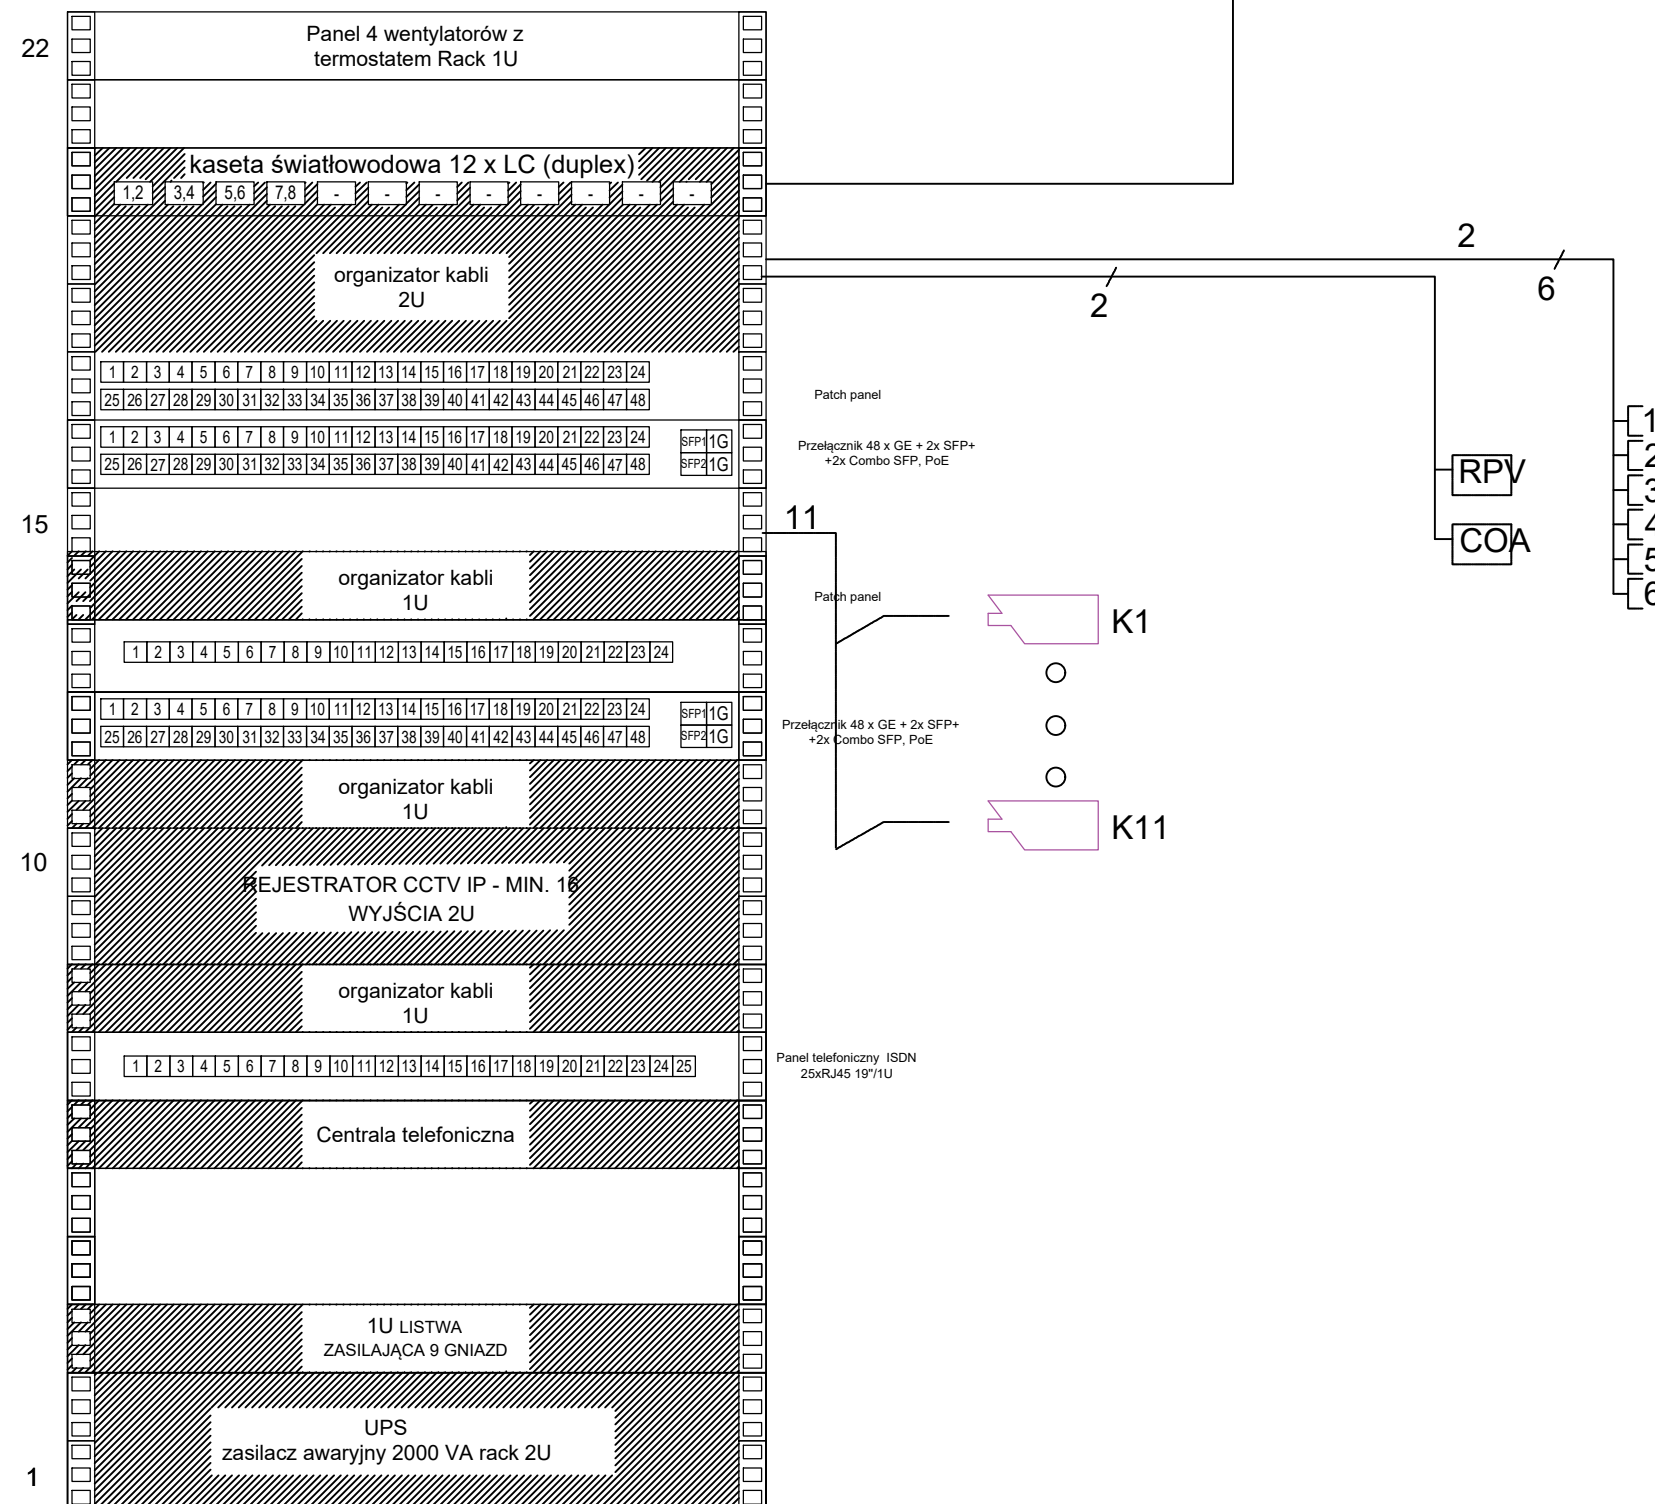 22
Panel 4 wentylatorów z
termostatem Rack 1U
kaseta światłowodowa 12 x LC (duplex)
1,2 3,4 5,6 7,8 - - - - - - - -
2
6
organizator kabli
2U
2
1 2 3 4 5 6 7 8 9 10 11 12 13 14 15 16 17 18 19 20 21 22 23 24
25 26 27 28 29 30 31 32 33 34 35 36 37 38 39 40 41 42 43 44 45 46 47 48
Patch panel
1 2 3 4 5 6 7 8 9 10 11 12 13 14 15 16 17 18 19 20 21 22 23 24 SFP1 1G
25 26 27 28 29 30 31 32 33 34 35 36 37 38 39 40 41 42 43 44 45 46 47 48 SFP2 1G
Przełącznik 48 x GE + 2x SFP+
+2x Combo SFP, PoE
RPV
COA
1
2
3
4
5
6
15
11
organizator kabli
1U
Patch panel
K1
1 2 3 4 5 6 7 8 9 10 11 12 13 14 15 16 17 18 19 20 21 22 23 24
1 2 3 4 5 6 7 8 9 10 11 12 13 14 15 16 17 18 19 20 21 22 23 24 SFP1 1G
25 26 27 28 29 30 31 32 33 34 35 36 37 38 39 40 41 42 43 44 45 46 47 48 SFP2 1G
Przełącznik 48 x GE + 2x SFP+
+2x Combo SFP, PoE
organizator kabli
1U
K11
10
REJESTRATOR CCTV IP - MIN. 16
WYJŚCIA 2U
organizator kabli
1U
1 2 3 4 5 6 7 8 9 10 11 12 13 14 15 16 17 18 19 20 21 22 23 24 25
Panel telefoniczny ISDN
25xRJ45 19"/1U
Centrala telefoniczna
1U LISTWA
ZASILAJĄCA 9 GNIAZD
UPS
zasilacz awaryjny 2000 VA rack 2U
1